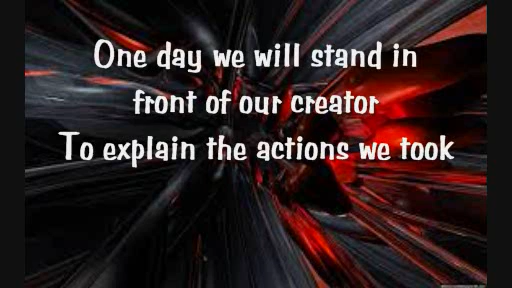 One day we will stand in
front of our creator
To explain the actions we took